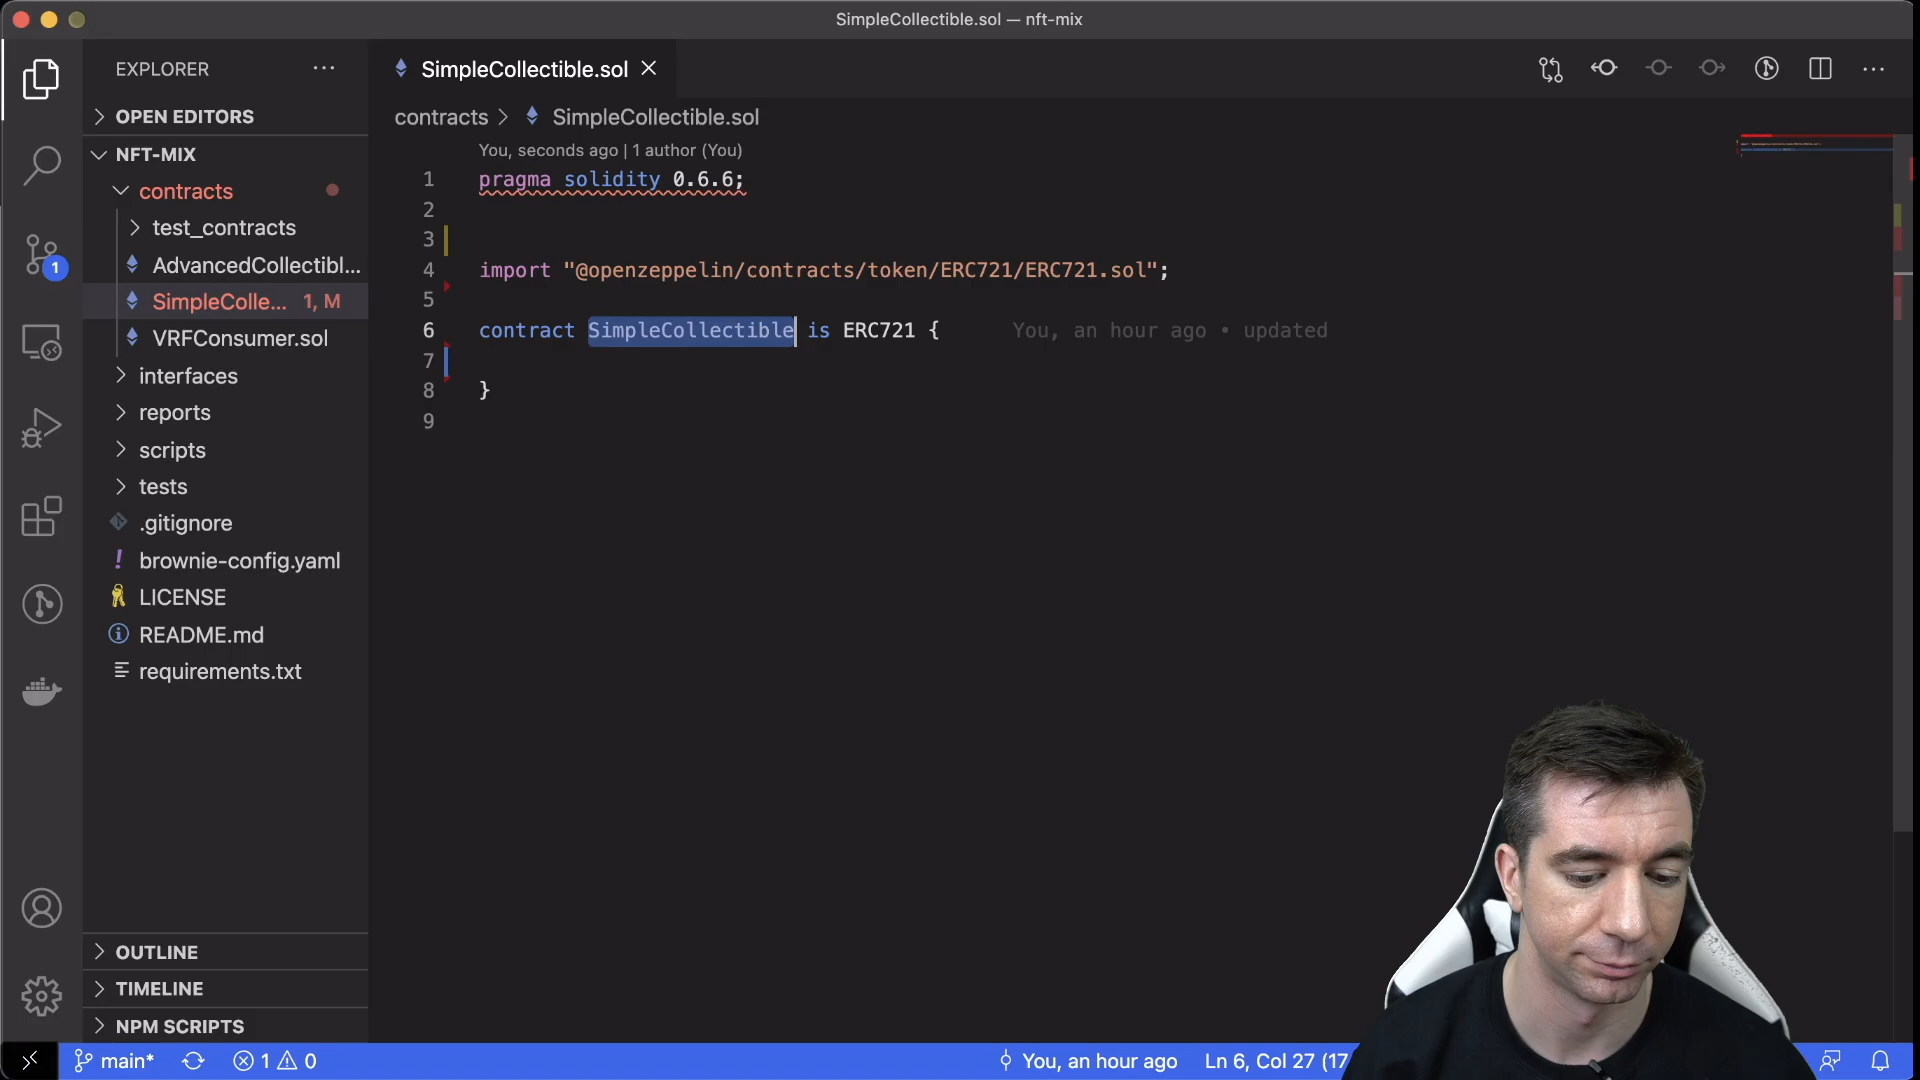 SimpleCollectible.sol — nft-mix
EXPLORER
SimpleCollectible.sol
OPEN EDITORS
contracts > SimpleCollectible.sol
NFT-MIX
You, seconds ago | 1 author (You)
contracts
test_contracts
AdvancedCollectibl...
SimpleColle... 1, M
VRFConsumer.sol
interfaces
reports
scripts
tests
.gitignore
brownie-config.yaml
LICENSE
README.md
requirements.txt
1 pragma solidity 0.6.6;
2
3
4 import "@openzeppelin/contracts/token/ERC721/ERC721.sol";
5
6 contract SimpleCollectible is ERC721 { You, an hour ago • updated
7
8 }
9
1
OUTLINE
TIMELINE
NPM SCRIPTS
main* 1 0 You, an hour ago Ln 6, Col 27 (17